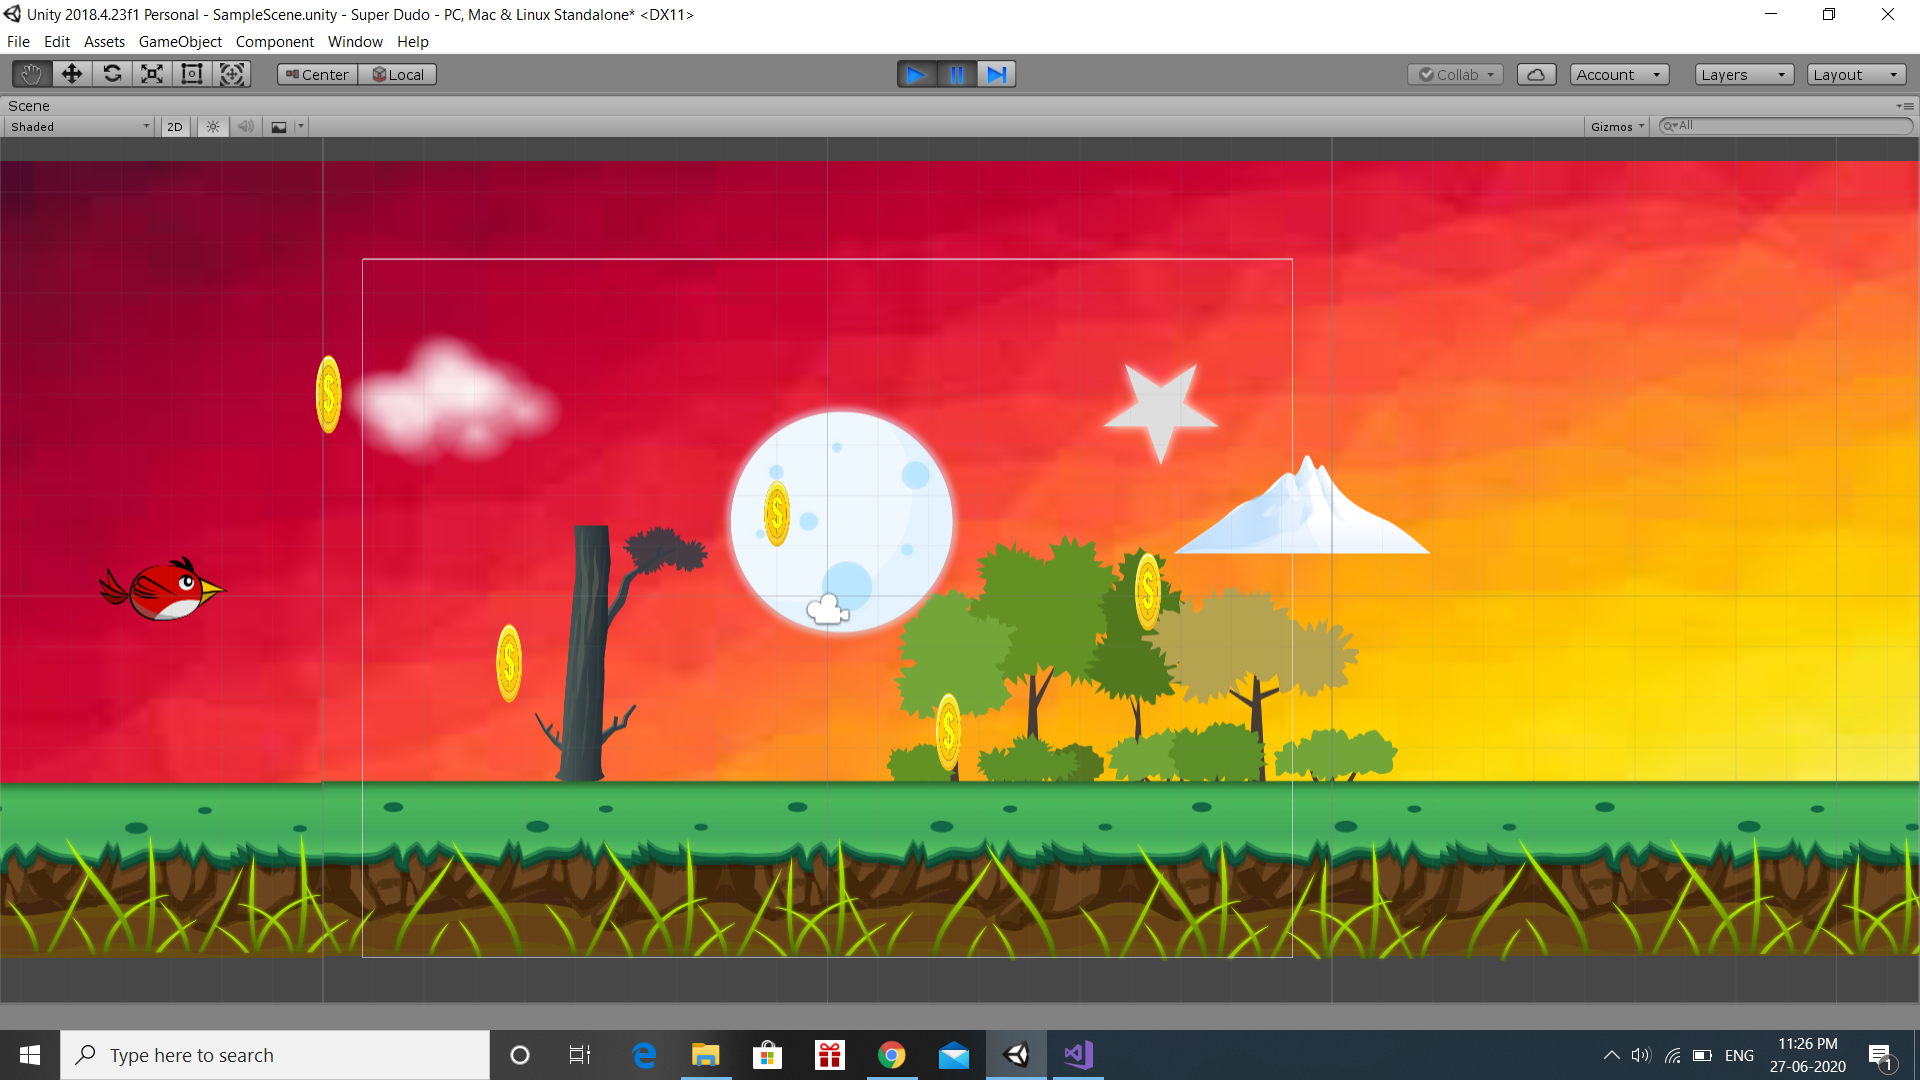 Unity 2018.4.23f1 Personal - SampleScene.unity - Super Dudo - PC, Mac & Linux Standalone* <DX11>
File Edit Assets GameObject Component Window Help
Center Local Collab Account Layers Layout
Scene
Shaded 2D Gizmos All
$
$
$
$
$
Type here to search
ENG
11:26 PM
27-06-2020
1